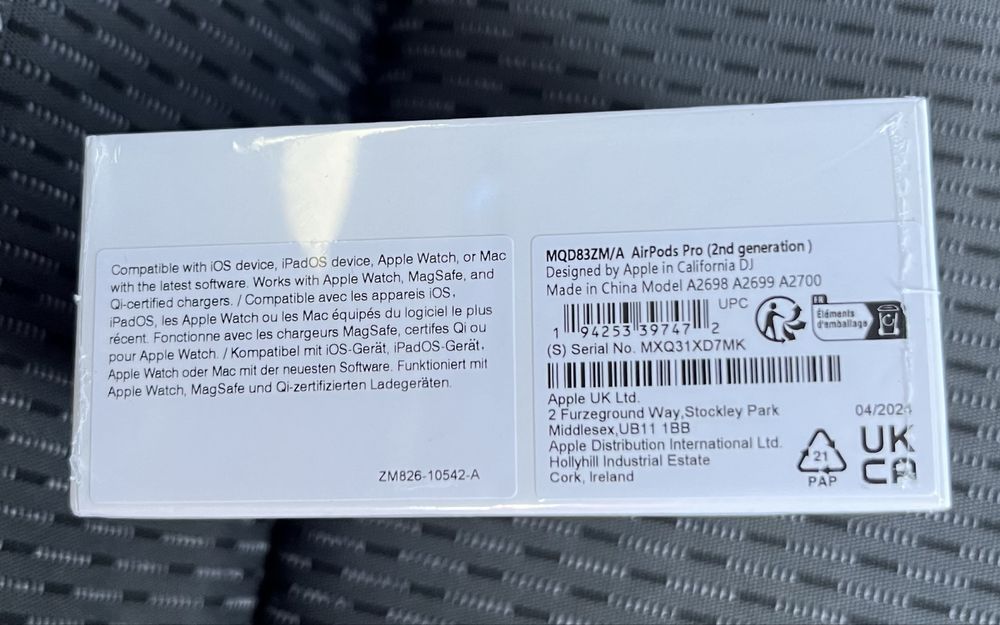 Compatible with iOS device, iPadOS device, Apple Watch, or Mac
with the latest software. Works with Apple Watch, MagSafe, and
Qi-certified chargers. / Compatible avec les appareils iOS,
iPadOS, les Apple Watch ou les Mac équipés du logiciel le plus
récent. Fonctionne avec les chargeurs MagSafe, certifes Qi ou
pour Apple Watch. / Kompatibel mit iOS-Gerät, iPadOS-Gerät,
Apple Watch oder Mac mit der neuesten Software. Funktioniert mit
Apple Watch, MagSafe und Qi-zertifizierten Ladegeräten.
ZM826-10542-A
MQD83ZM/A AirPods Pro (2nd generation )
Designed by Apple in California DJ
Made in China Model A2698 A2699 A2700
UPC
1 94253 39747 2
FR
Éléments
d'emballage
(S) Serial No. MXQ31XD7MK
Apple UK Ltd.
2 Furzeground Way,Stockley Park
Middlesex,UB11 1BB
Apple Distribution International Ltd.
Hollyhill Industrial Estate
Cork, Ireland
04/2024
21
PAP
UK
CA